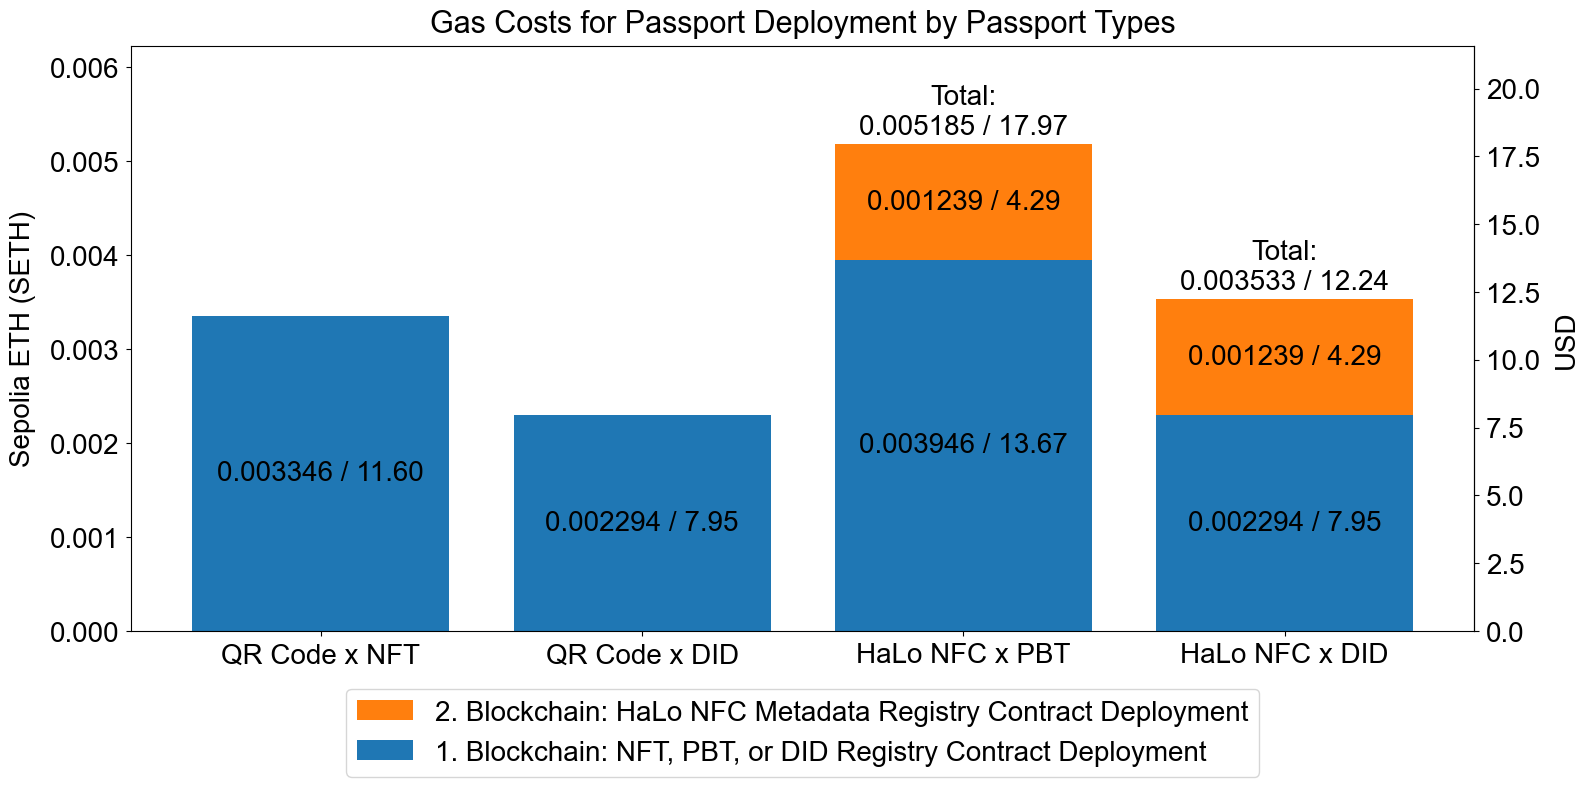 Gas Costs for Passport Deployment by Passport Types
Sepolia ETH (SETH)
0.006
0.005
0.004
0.003
0.002
0.001
0.000
0.003346 / 11.60
0.002294 / 7.95
Total:
0.005185 / 17.97
0.001239 / 4.29
0.003946 / 13.67
Total:
0.003533 / 12.24
0.001239 / 4.29
0.002294 / 7.95
20.0
17.5
15.0
12.5
10.0
7.5
5.0
2.5
0.0
USD
QR Code x NFT
QR Code x DID
HaLo NFC x PBT
HaLo NFC x DID
2. Blockchain: HaLo NFC Metadata Registry Contract Deployment
1. Blockchain: NFT, PBT, or DID Registry Contract Deployment